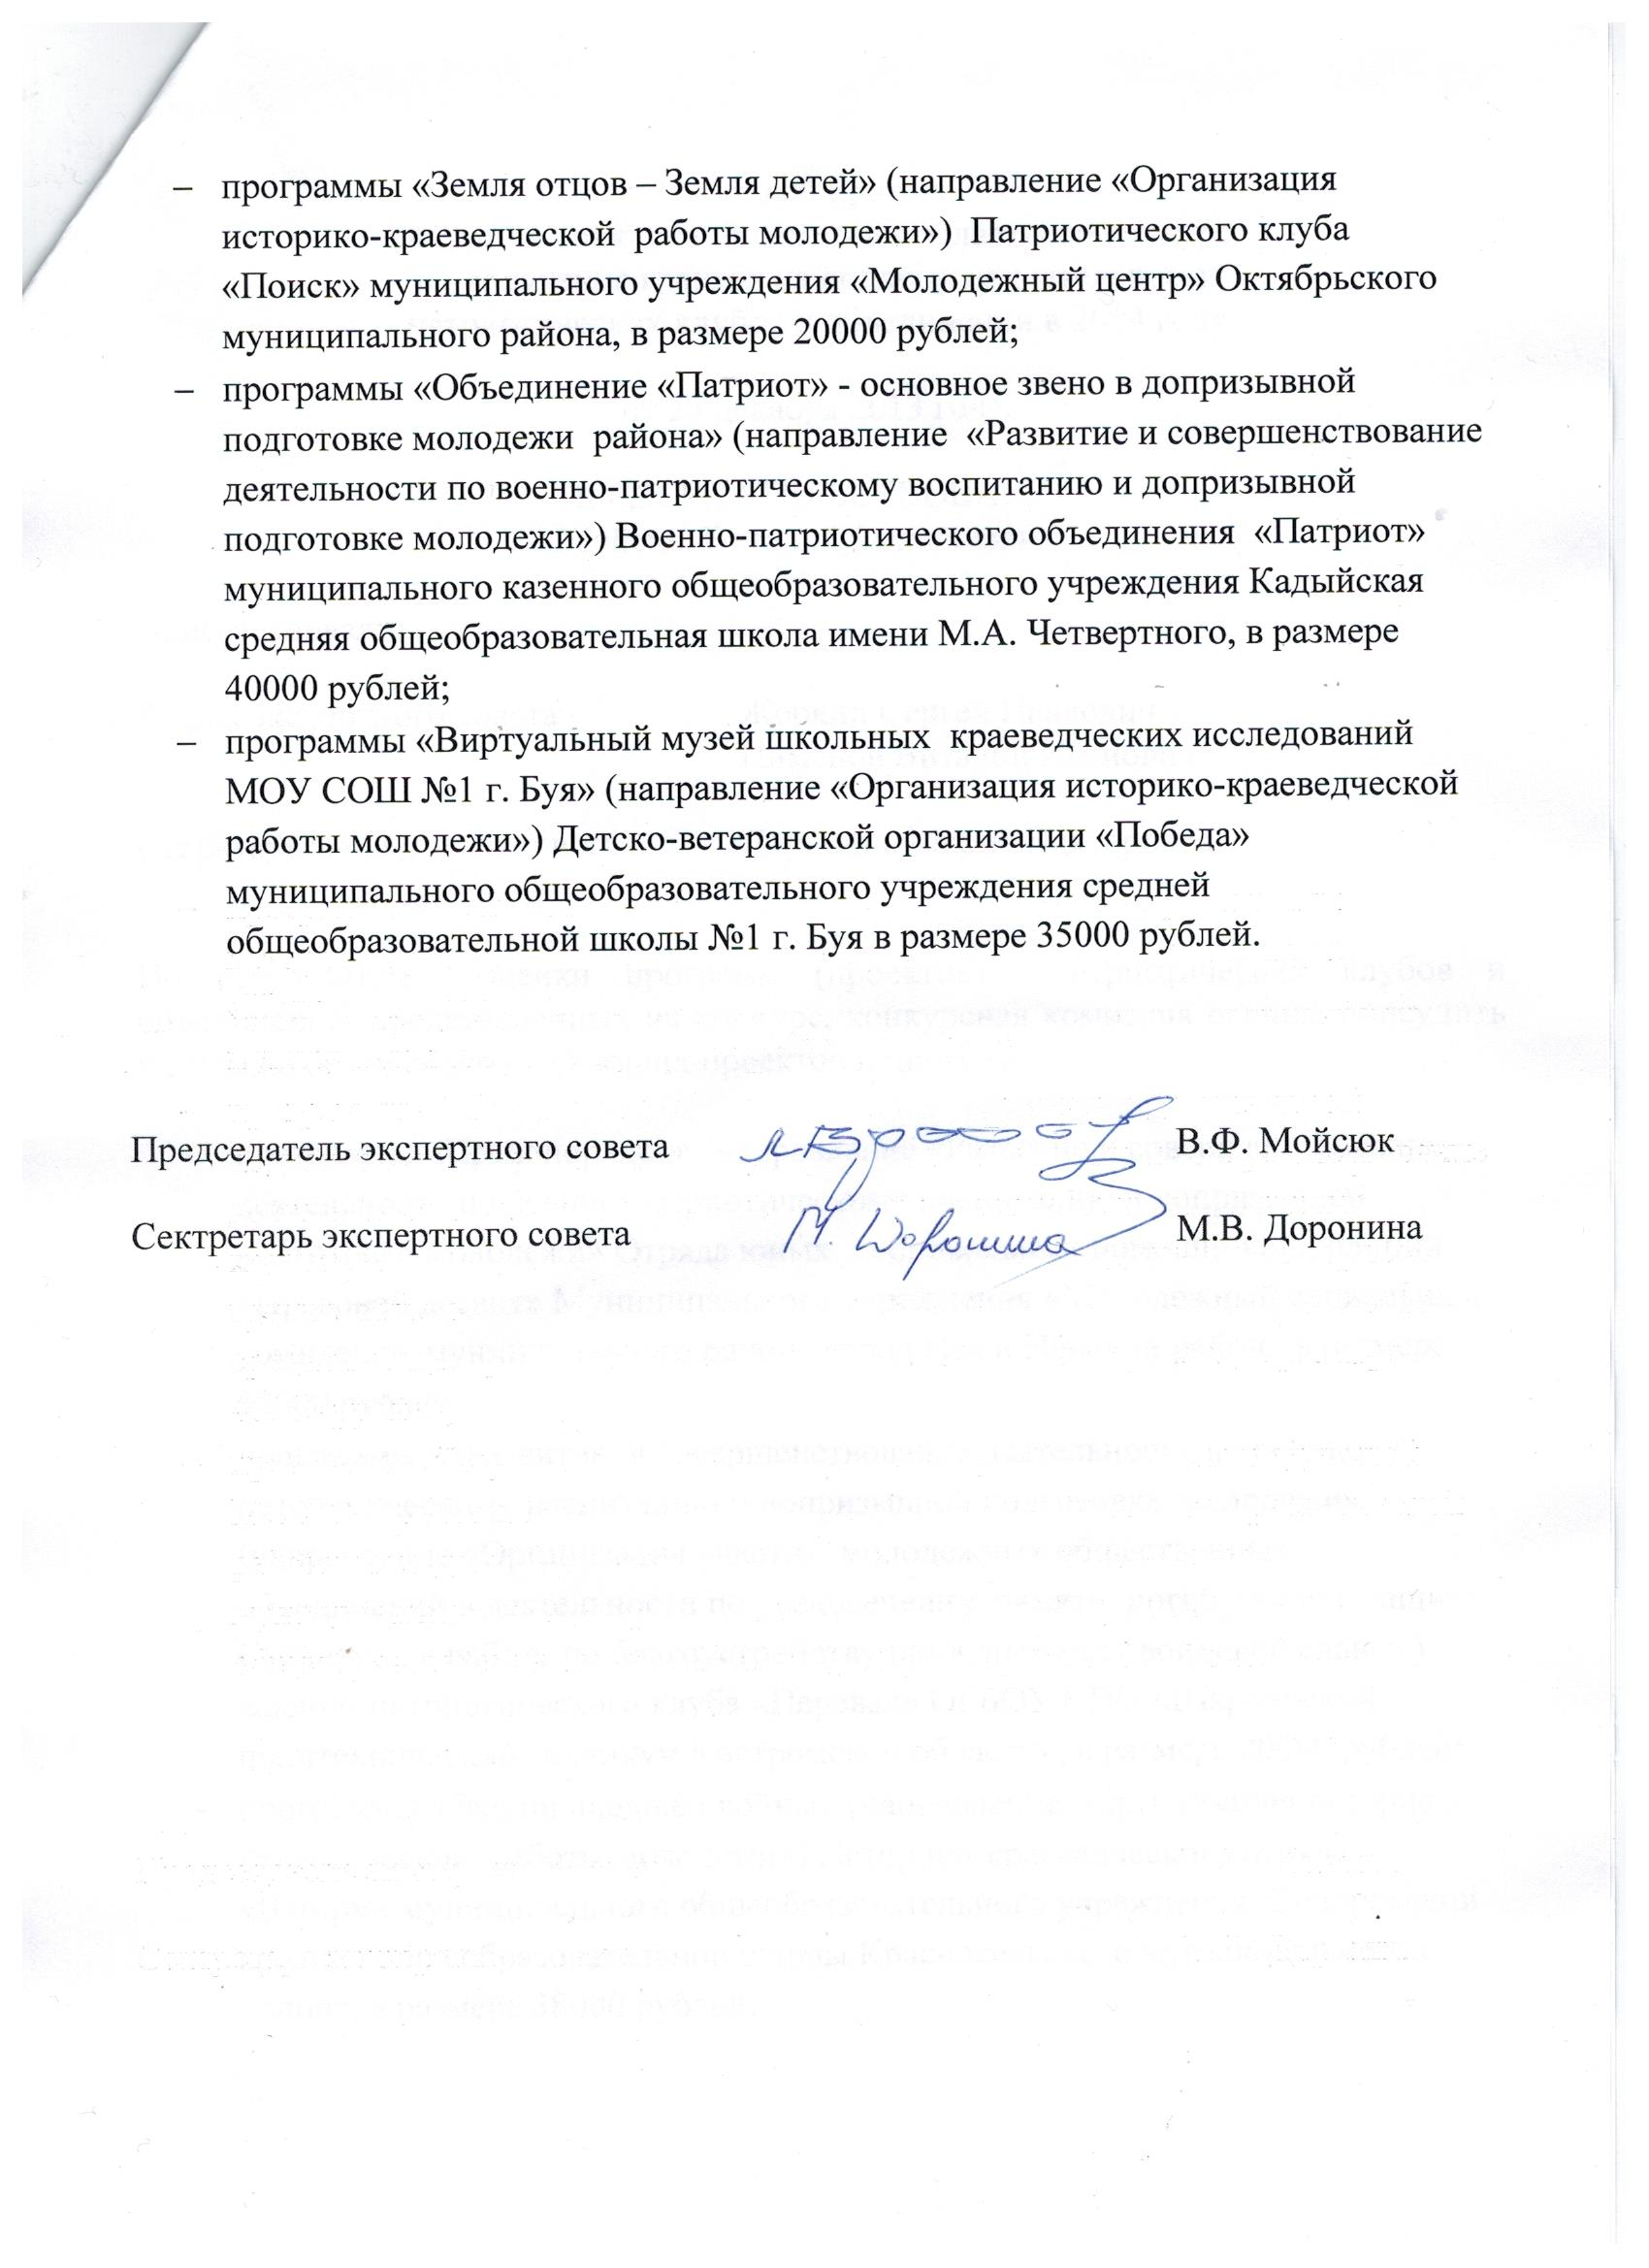 – программы «Земля отцов – Земля детей» (направление «Организация
историко-краеведческой работы молодежи») Патриотического клуба
«Поиск» муниципального учреждения «Молодежный центр» Октябрьского
муниципального района, в размере 20000 рублей;
– программы «Объединение «Патриот» - основное звено в допризывной
подготовке молодежи района» (направление «Развитие и совершенствование
деятельности по военно-патриотическому воспитанию и допризывной
подготовке молодежи») Военно-патриотического объединения «Патриот»
муниципального казенного общеобразовательного учреждения Кадыйская
средняя общеобразовательная школа имени М.А. Четвертного, в размере
40000 рублей;
– программы «Виртуальный музей школьных краеведческих исследований
МОУ СОШ №1 г. Буя» (направление «Организация историко-краеведческой
работы молодежи») Детско-ветеранской организации «Победа»
муниципального общеобразовательного учреждения средней
общеобразовательной школы №1 г. Буя в размере 35000 рублей.
Председатель экспертного совета В.Ф. Мойсюк
Сектретарь экспертного совета М. Доронина М.В. Доронина